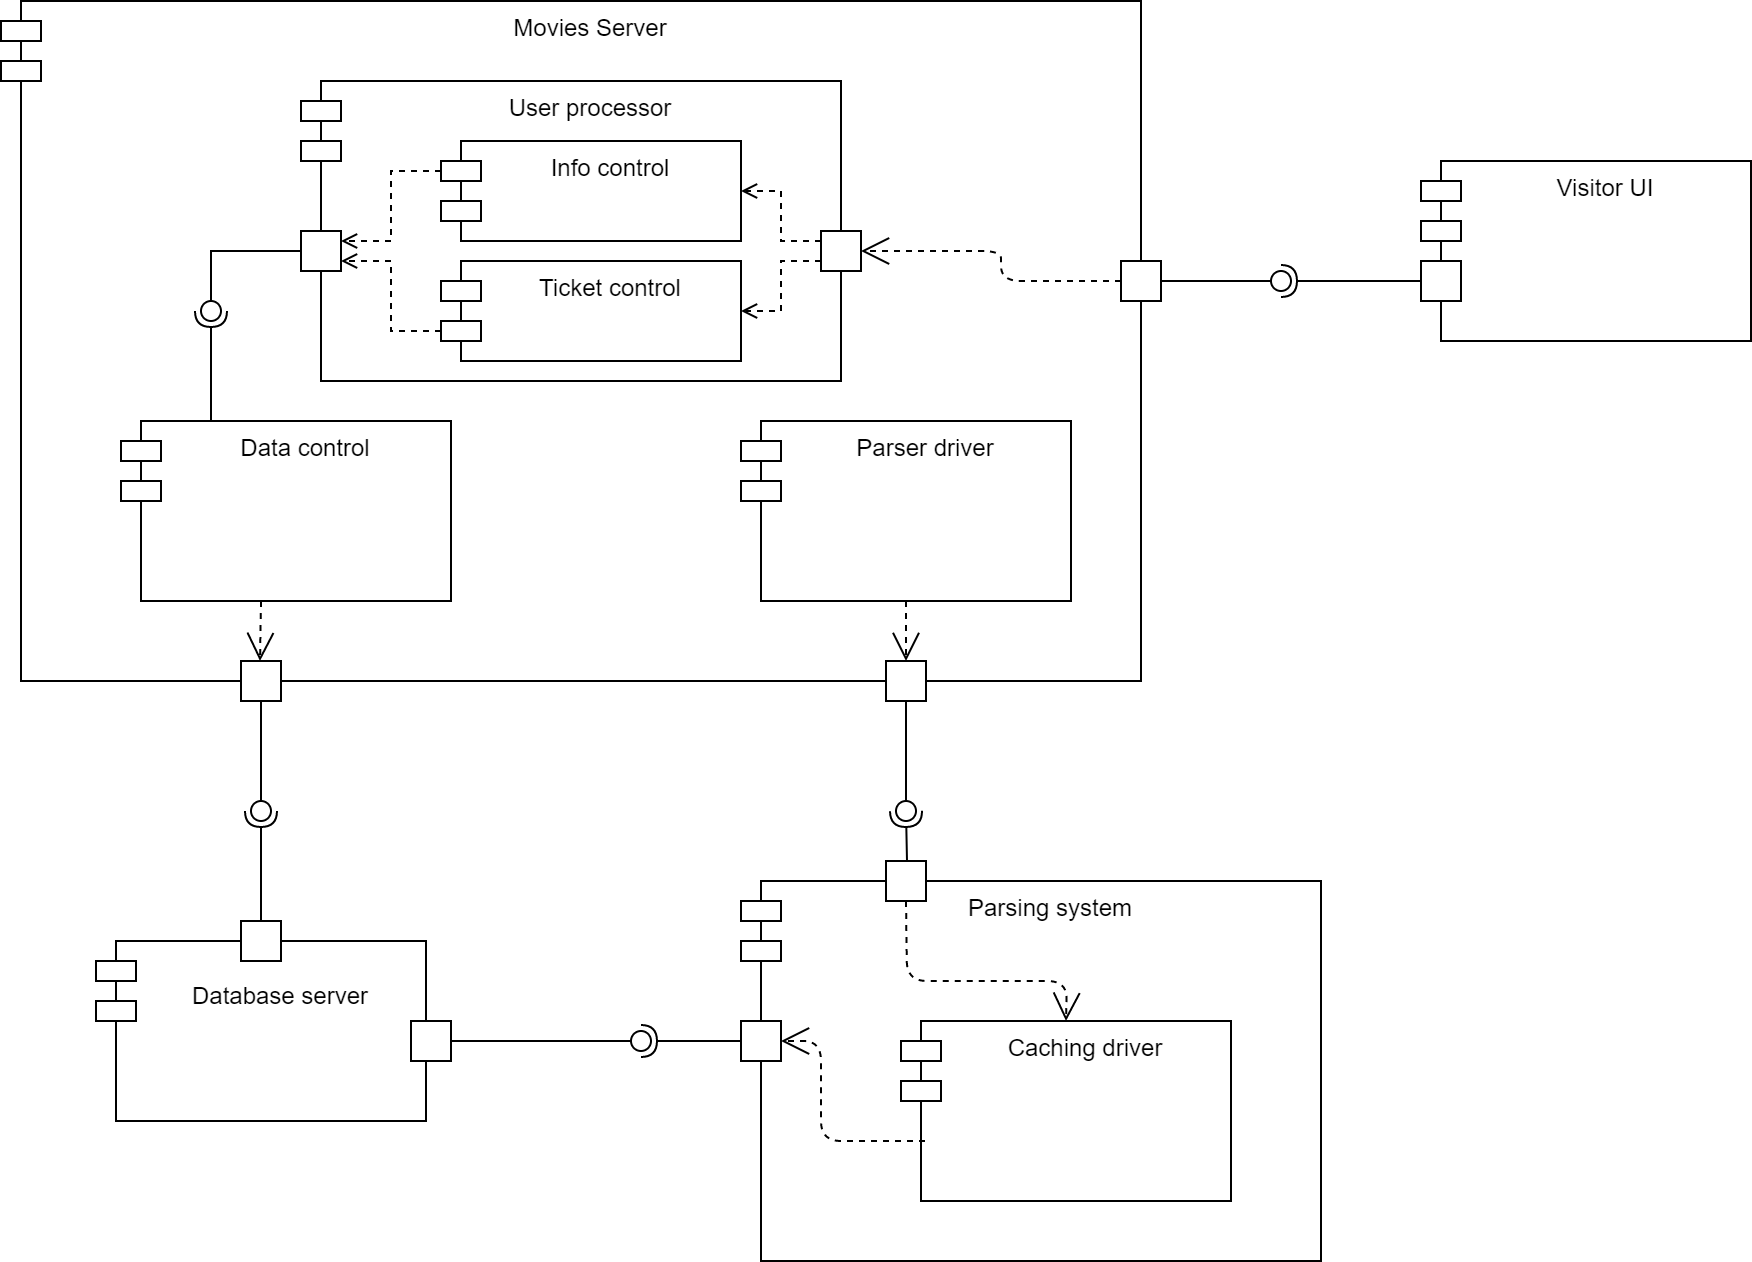 Movies Server
User processor
Info control
Visitor UI
Ticket control
Data control
Parser driver
Parsing system
Database server
Caching driver